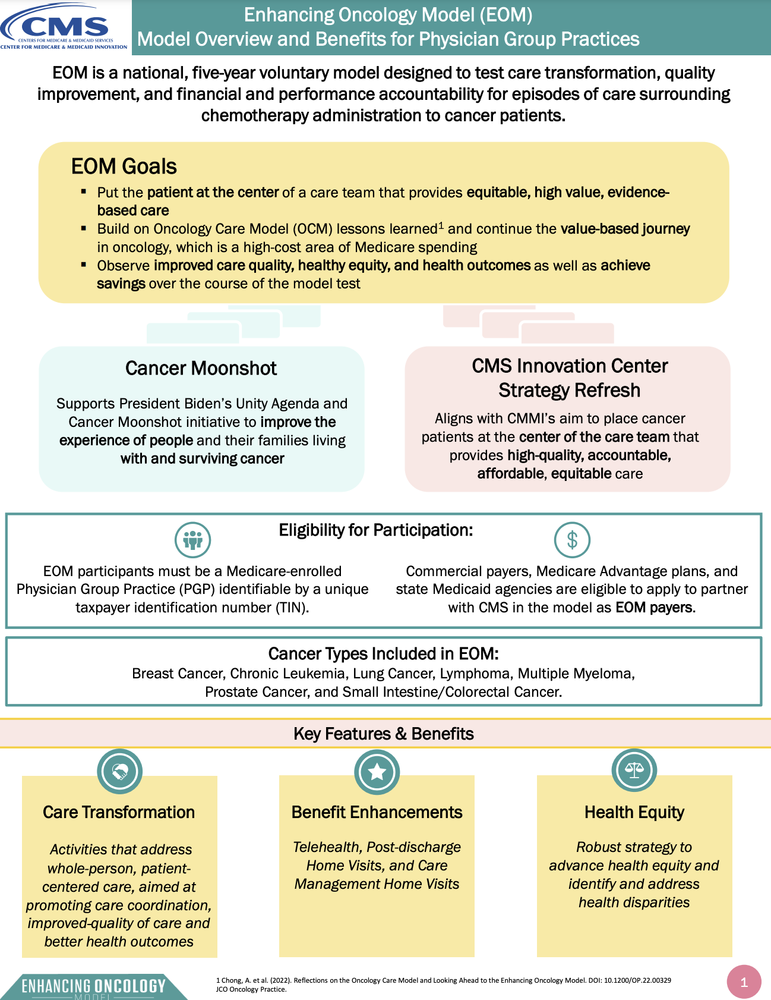 CMS
CENTERS FOR MEDICARE & MEDICAID SERVICES
CENTER FOR MEDICARE & MEDICAID INNOVATION
Enhancing Oncology Model (EOM)
Model Overview and Benefits for Physician Group Practices
EOM is a national, five-year voluntary model designed to test care transformation, quality
improvement, and financial and performance accountability for episodes of care surrounding
chemotherapy administration to cancer patients.
EOM Goals
▪ Put the patient at the center of a care team that provides equitable, high value, evidence-
based care
▪ Build on Oncology Care Model (OCM) lessons learned¹ and continue the value-based journey
in oncology, which is a high-cost area of Medicare spending
▪ Observe improved care quality, healthy equity, and health outcomes as well as achieve
savings over the course of the model test
Cancer Moonshot
Supports President Biden’s Unity Agenda and
Cancer Moonshot initiative to improve the
experience of people and their families living
with and surviving cancer
CMS Innovation Center
Strategy Refresh
Aligns with CMMI’s aim to place cancer
patients at the center of the care team that
provides high-quality, accountable,
affordable, equitable care
Eligibility for Participation:
EOM participants must be a Medicare-enrolled
Physician Group Practice (PGP) identifiable by a unique
taxpayer identification number (TIN).
$
Commercial payers, Medicare Advantage plans, and
state Medicaid agencies are eligible to apply to partner
with CMS in the model as EOM payers.
Cancer Types Included in EOM:
Breast Cancer, Chronic Leukemia, Lung Cancer, Lymphoma, Multiple Myeloma,
Prostate Cancer, and Small Intestine/Colorectal Cancer.
Key Features & Benefits
Care Transformation
Activities that address
whole-person, patient-
centered care, aimed at
promoting care coordination,
improved-quality of care and
better health outcomes
Benefit Enhancements
Telehealth, Post-discharge
Home Visits, and Care
Management Home Visits
Health Equity
Robust strategy to
advance health equity and
identify and address
health disparities
ENHANCING ONCOLOGY
MODEL
1 Chong, A. et al. (2022). Reflections on the Oncology Care Model and Looking Ahead to the Enhancing Oncology Model. DOI: 10.1200/OP.22.00329
JCO Oncology Practice.
1